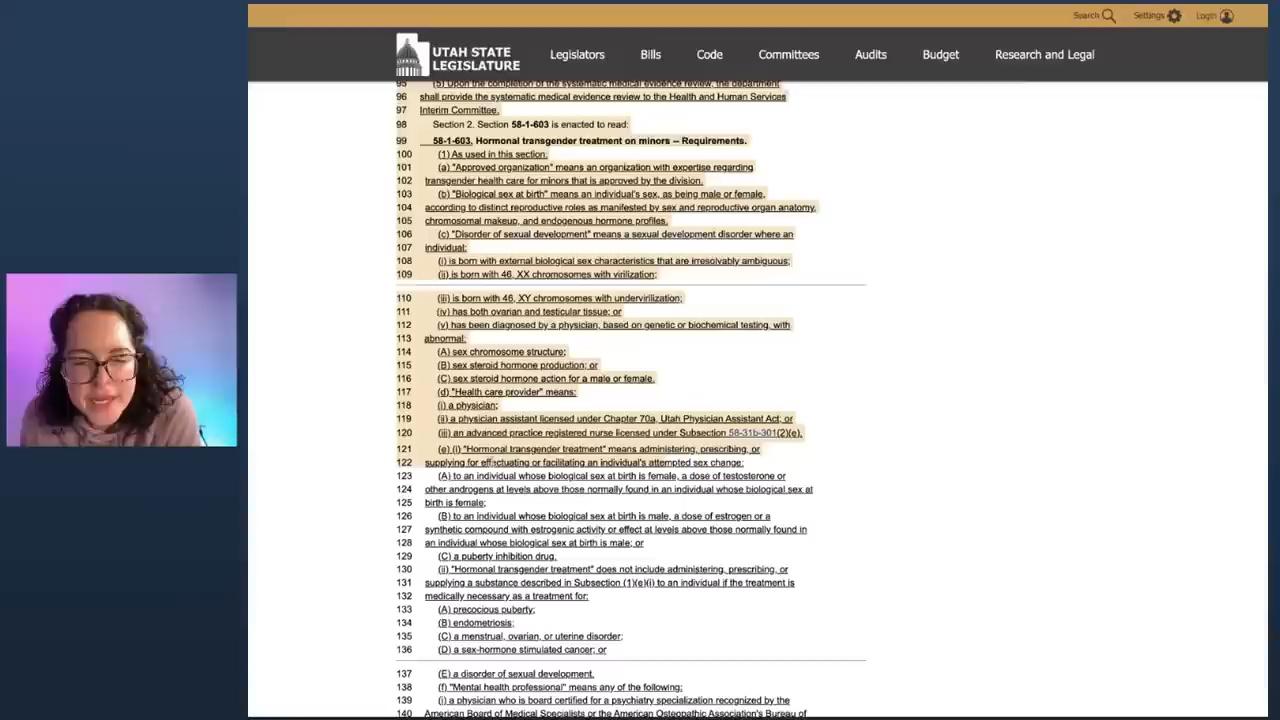 Search
Settings
Login
UTAH STATE
LEGISLATURE
Legislators
Bills
Code
Committees
Audits
Budget
Research and Legal
95 (5) Upon the completion of the systematic medical evidence review, the department
96 shall provide the systematic medical evidence review to the Health and Human Services
97 Interim Committee.
98 Section 2. Section 58-1-603 is enacted to read:
99 58-1-603. Hormonal transgender treatment on minors -- Requirements.
100 (1) As used in this section:
101 (a) "Approved organization" means an organization with expertise regarding
102 transgender health care for minors that is approved by the division.
103 (b) "Biological sex at birth" means an individual's sex, as being male or female,
104 according to distinct reproductive roles as manifested by sex and reproductive organ anatomy,
105 chromosomal makeup, and endogenous hormone profiles.
106 (c) "Disorder of sexual development" means a sexual development disorder where an
107 individual:
108 (i) is born with external biological sex characteristics that are irresolvably ambiguous;
109 (ii) is born with 46, XX chromosomes with virilization;
110 (iii) is born with 46, XY chromosomes with undervirilization;
111 (iv) has both ovarian and testicular tissue; or
112 (v) has been diagnosed by a physician, based on genetic or biochemical testing, with
113 abnormal:
114 (A) sex chromosome structure;
115 (B) sex steroid hormone production; or
116 (C) sex steroid hormone action for a male or female.
117 (d) "Health care provider" means:
118 (i) a physician;
119 (ii) a physician assistant licensed under Chapter 70a, Utah Physician Assistant Act; or
120 (iii) an advanced practice registered nurse licensed under Subsection 58-31b-301(2)(e).
121 (e) (i) "Hormonal transgender treatment" means administering, prescribing, or
122 supplying for effectuating or facilitating an individual's attempted sex change:
123 (A) to an individual whose biological sex at birth is female, a dose of testosterone or
124 other androgens at levels above those normally found in an individual whose biological sex at
125 birth is female;
126 (B) to an individual whose biological sex at birth is male, a dose of estrogen or a
127 synthetic compound with estrogenic activity or effect at levels above those normally found in
128 an individual whose biological sex at birth is male; or
129 (C) a puberty inhibition drug.
130 (ii) "Hormonal transgender treatment" does not include administering, prescribing, or
131 supplying a substance described in Subsection (1)(e)(i) to an individual if the treatment is
132 medically necessary as a treatment for:
133 (A) precocious puberty;
134 (B) endometriosis;
135 (C) a menstrual, ovarian, or uterine disorder;
136 (D) a sex-hormone stimulated cancer; or
137 (E) a disorder of sexual development.
138 (f) "Mental health professional" means any of the following:
139 (i) a physician who is board certified for a psychiatry specialization recognized by the
140 American Board of Medical Specialists or the American Osteopathic Association's Bureau of